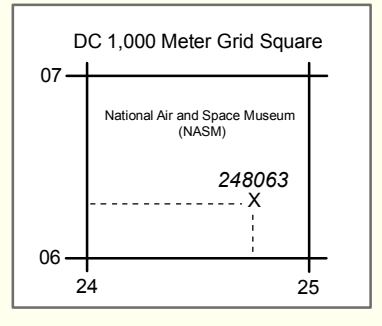 DC 1,000 Meter Grid Square
07
National Air and Space Museum
(NASM)
248063
X
06
24 25